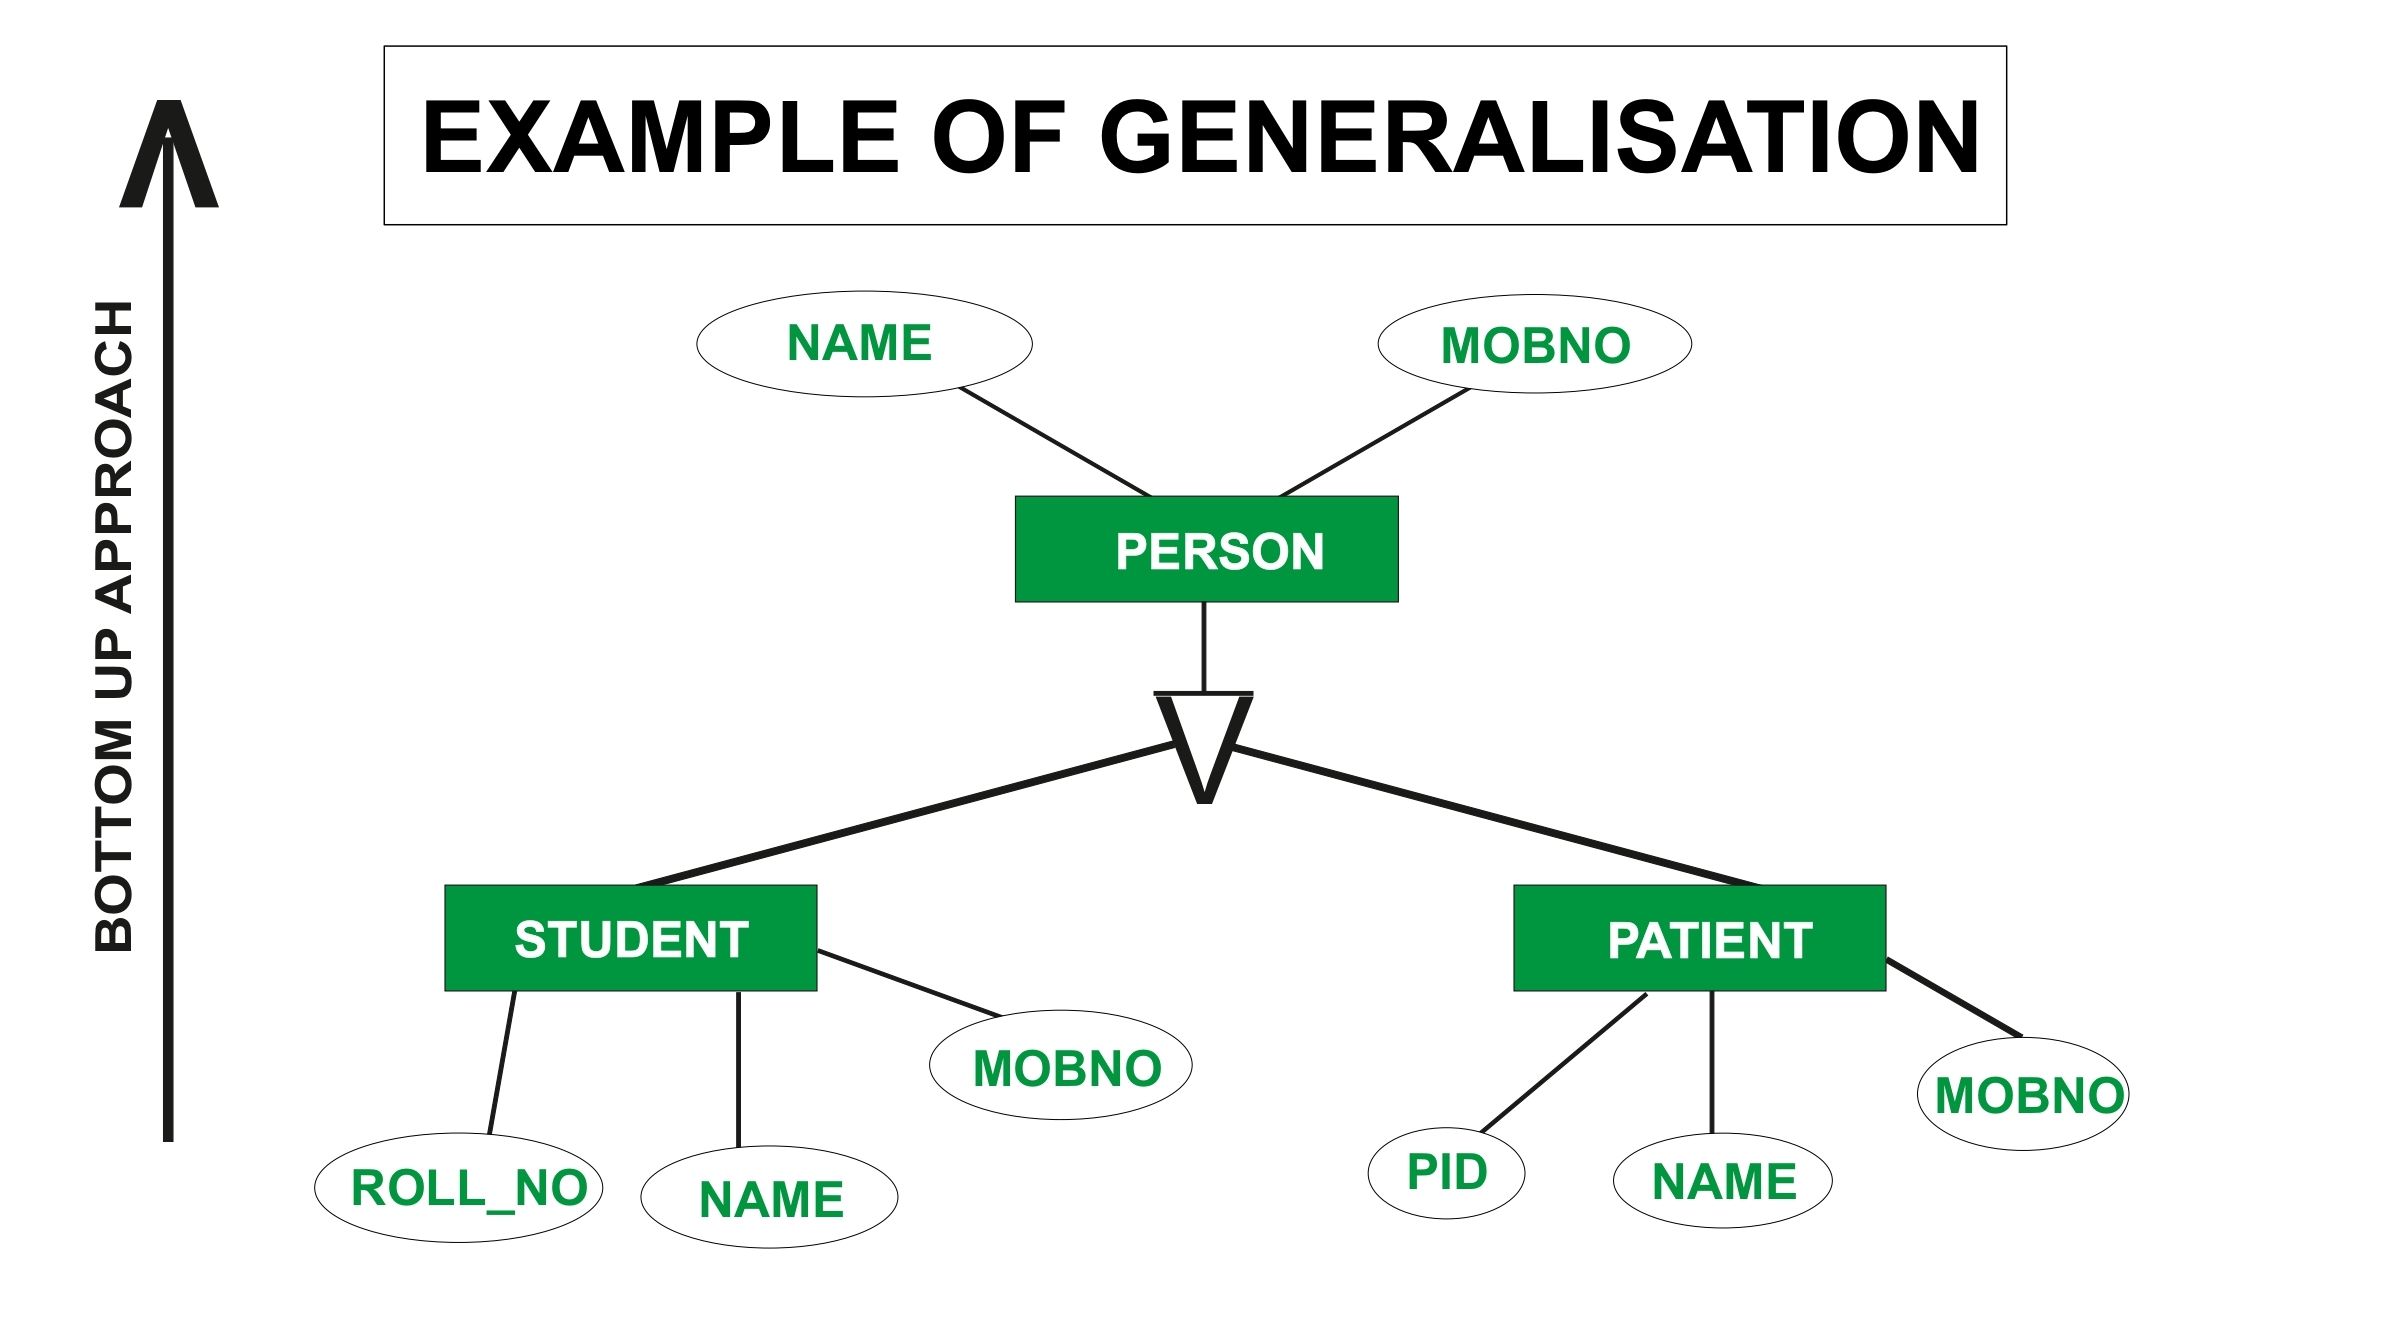 EXAMPLE OF GENERALISATION
BOTTOM UP APPROACH
NAME
MOBNO
PERSON
STUDENT
PATIENT
MOBNO
MOBNO
ROLL_NO
NAME
PID
NAME